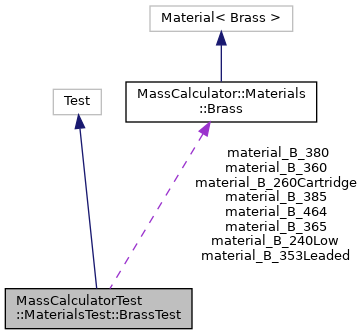 Material< Brass >
MassCalculator::Materials
::Brass
Test
material_B_380
material_B_360
material_B_260Cartridge
material_B_385
material_B_464
material_B_365
material_B_240Low
material_B_353Leaded
MassCalculatorTest
::MaterialsTest::BrassTest